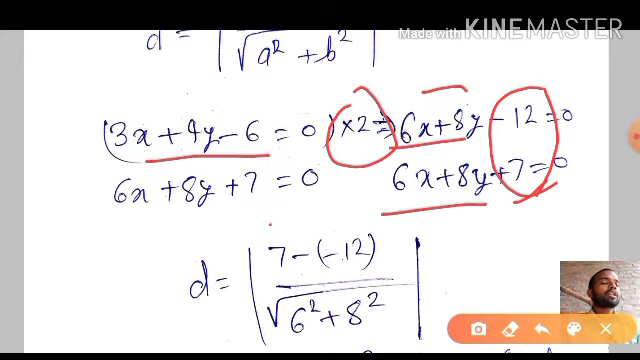 Made with KINEMASTER
d = | / √a² + b² |
(3x + 4y - 6 = 0) × 2 ⇒ 6x + 8y - 12 = 0
6x + 8y + 7 = 0 6x + 8y + 7 = 0
d = | 7 - (-12) / √6² + 8² |